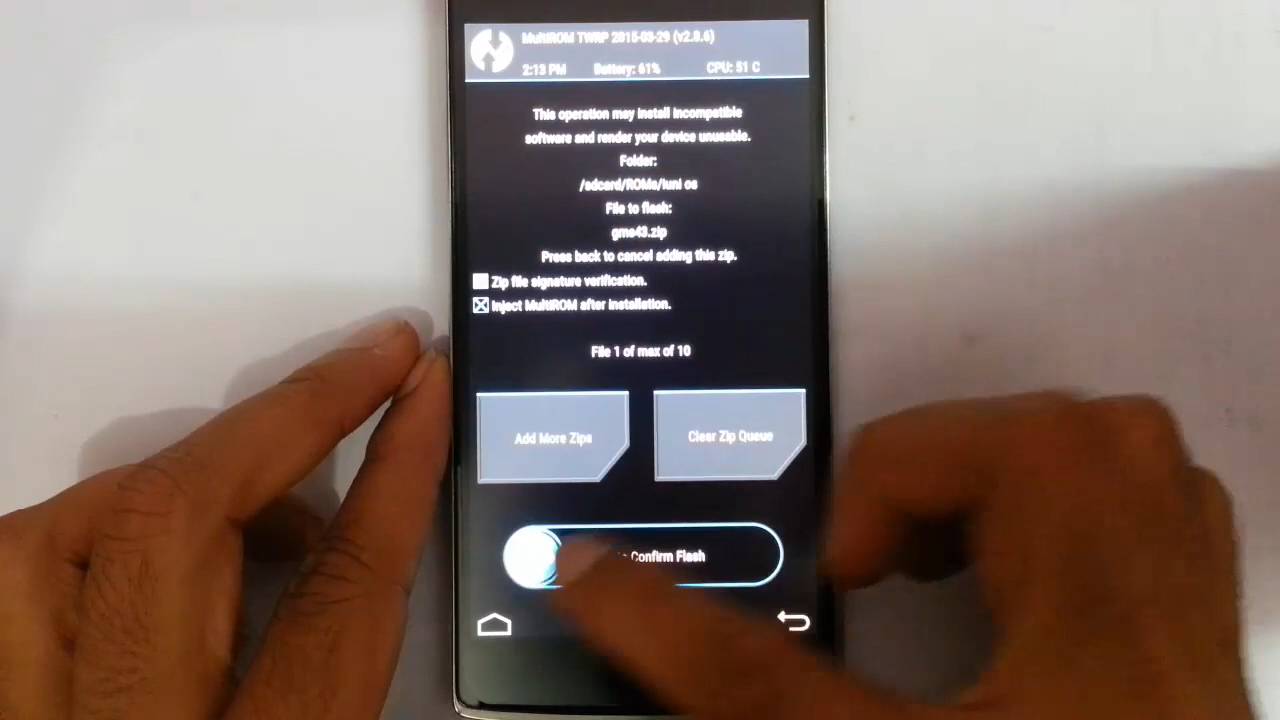 MultiROM TWRP 2015-03-29 (v2.8.6)
2:13 PM Battery: 61% CPU: 51 C
This operation may install incompatible
software and render your device unusable.
Folder:
/sdcard/ROMs/luni os
File to flash:
gms43.zip
Press back to cancel adding this zip.
Zip file signature verification.
Inject MultiROM after installation.
File 1 of max of 10
Add More Zips
Clear Zip Queue
Confirm Flash